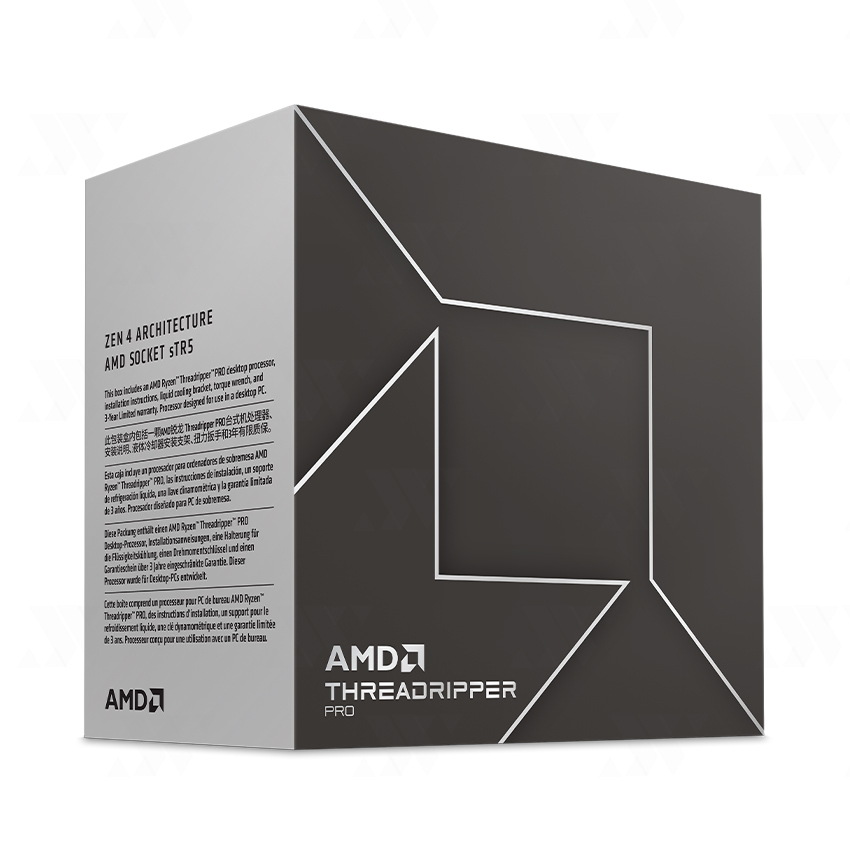 ZEN 4 ARCHITECTURE
AMD SOCKET sTR5
This box includes an AMD Ryzen™ Threadripper™ PRO desktop processor,
installation instructions, liquid cooling bracket, torque wrench, and
3-Year Limited warranty. Processor designed for use in a desktop PC.
此包装盒内包括一颗AMD锐龙 Threadripper PRO台式机处理器、
安装说明、液体冷却器安装支架、扭力扳手和3年有限质保。
Esta caja incluye un procesador para ordenadores de sobremesa AMD
Ryzen™ Threadripper™ PRO, las instrucciones de instalación, un soporte
de refrigeración líquida, una llave dinamométrica y la garantía limitada
de 3 años. Procesador diseñado para PC de sobremesa.
Diese Packung enthält einen AMD Ryzen™ Threadripper™ PRO
Desktop-Prozessor, Installationsanweisungen, eine Halterung für
die Flüssigkeitskühlung, einen Drehmomentschlüssel und einen
Garantieschein über 3 Jahre eingeschränkte Garantie. Dieser
Prozessor wurde für Desktop-PCs entwickelt.
Cette boîte comprend un processeur pour PC de bureau AMD Ryzen™
Threadripper™ PRO, des instructions d'installation, un support pour le
refroidissement liquide, une clé dynamométrique et une garantie limitée
de 3 ans. Processeur conçu pour une utilisation avec un PC de bureau.
AMD
AMD
THREADRIPPER
PRO